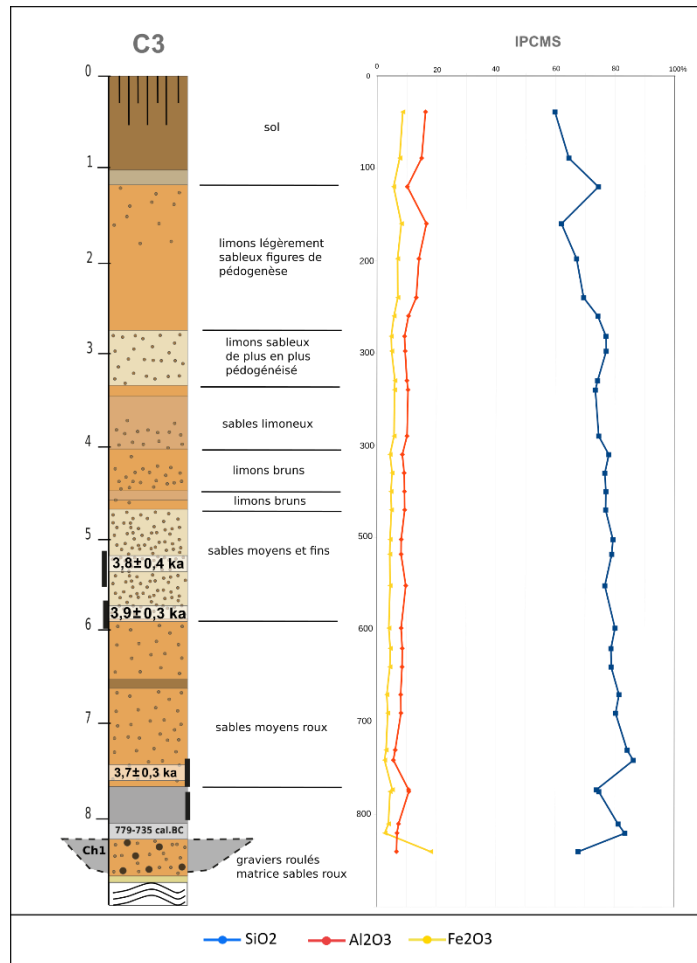 C3
IPCMS
0
20
40
60
80
100%
0
1
2
3
4
5
6
7
8
sol
limons légèrement
sableux figures de
pédogenèse
limons sableux
de plus en plus
pédogénéisé
sables limoneux
limons bruns
limons bruns
sables moyens et fins
3,8± 0,4 ka
3,9± 0,3 ka
sables moyens roux
3,7± 0,3 ka
779-735 cal.BC
Ch1
graviers roulés
matrice sables roux
0
100
200
300
300
500
600
700
800
SiO2
Al2O3
Fe2O3